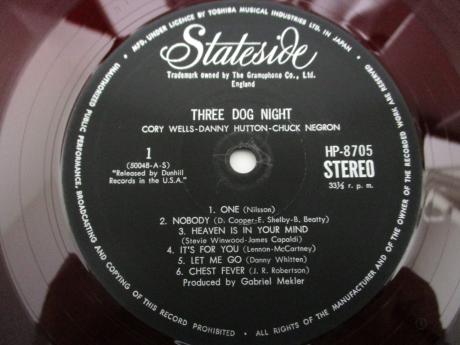 MFD. UNDER LICENCE BY TOSHIBA MUSICAL INDUSTRIES LTD. IN JAPAN •
ALL RIGHTS OF THE MANUFACTURER AND OF THE OWNER OF THE RECORDED WORK ARE RESERVED
UNAUTHORIZED PUBLIC PERFORMANCE, BROADCASTING AND COPYING OF THIS RECORD PROHIBITED •
Stateside
Trademark owned by The Gramophone Co., Ltd.
England
THREE DOG NIGHT
CORY WELLS-DANNY HUTTON-CHUCK NEGRON
1
(50048-A-S)
"Released by Dunhill
Records in the U.S.A."
HP-8705
STEREO
33⅓ r. p. m.
1. ONE (Nilsson)
2. NOBODY (D. Cooper-E. Shelby-B. Beatty)
3. HEAVEN IS IN YOUR MIND
(Stevie Winwood-James Capaldi)
4. IT'S FOR YOU (Lennon-McCartney)
5. LET ME GO (Danny Whitten)
6. CHEST FEVER (J. R. Robertson)
Produced by Gabriel Mekler